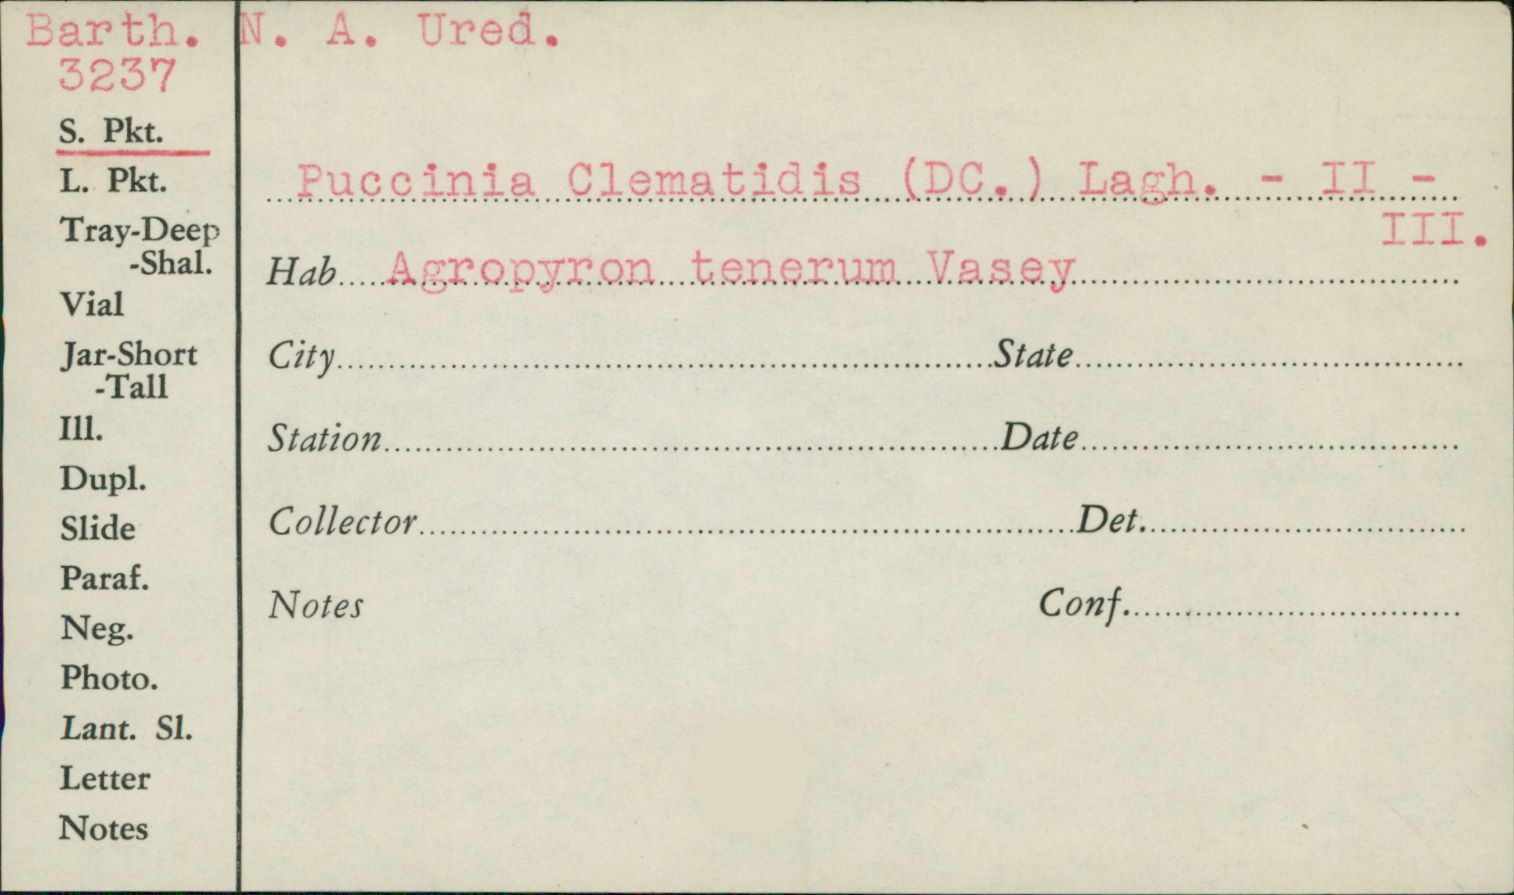 Barth. N. A. Ured.
3237
S. Pkt.
L. Pkt.
Puccinia Clematidis (DC.) Lagh. - II -
III.
Tray-Deep
-Shal.
Hab. Agropyron tenerum Vasey
Vial
Jar-Short
-Tall
City State
Ill.
Station Date
Dupl.
Slide
Collector Det.
Paraf.
Notes Conf.
Neg.
Photo.
Lant. Sl.
Letter
Notes